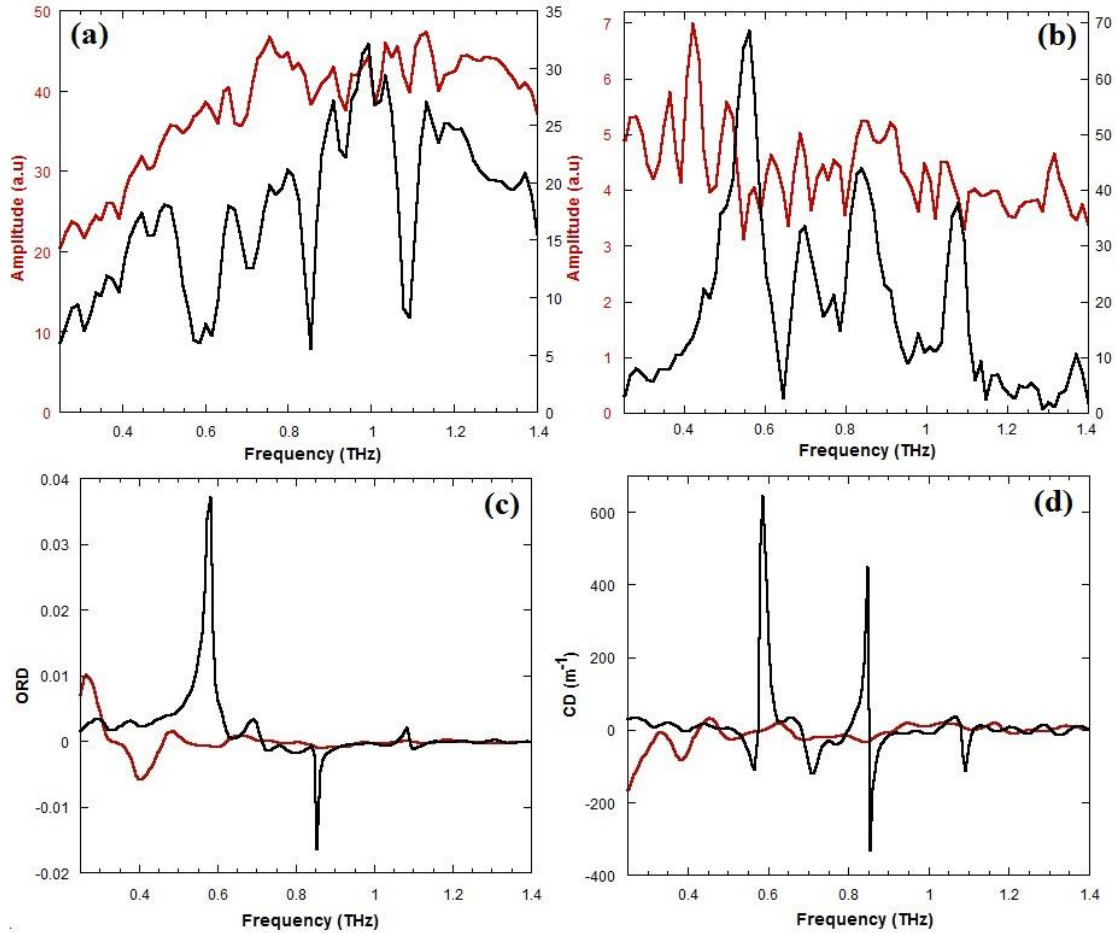 (a)
50
40
30
20
10
0
Amplitude (a.u)
35
30
25
20
15
10
5
0
Amplitude (a.u)
0.4 0.6 0.8 1 1.2 1.4
Frequency (THz)
(b)
7
6
5
4
3
2
1
0
70
60
50
40
30
20
10
0
0.4 0.6 0.8 1 1.2 1.4
Frequency (THz)
(c)
0.04
0.03
0.02
0.01
0
-0.01
-0.02
ORD
0.4 0.6 0.8 1 1.2 1.4
Frequency (THz)
(d)
600
400
200
0
-200
-400
CD (m⁻¹)
0.4 0.6 0.8 1 1.2 1.4
Frequency (THz)